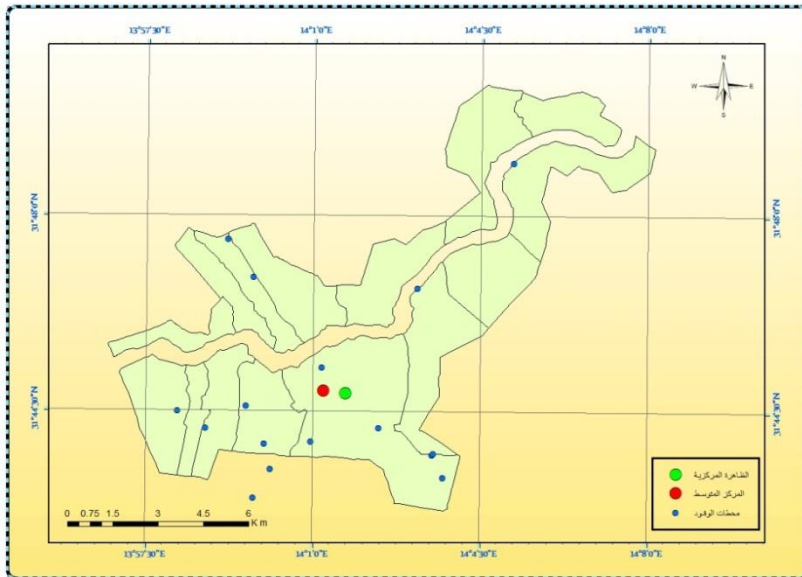 13°57'30"E 14°1'0"E 14°4'30"E 14°8'0"E
N
W E
S
31°48'0"N 31°48'0"N
31°44'30"N 31°44'30"N
الظاهرة المركزية
المركز المتوسط
محطات الوقود
0 0.75 1.5 3 4.5 6
Km
13°57'30"E 14°1'0"E 14°4'30"E 14°8'0"E